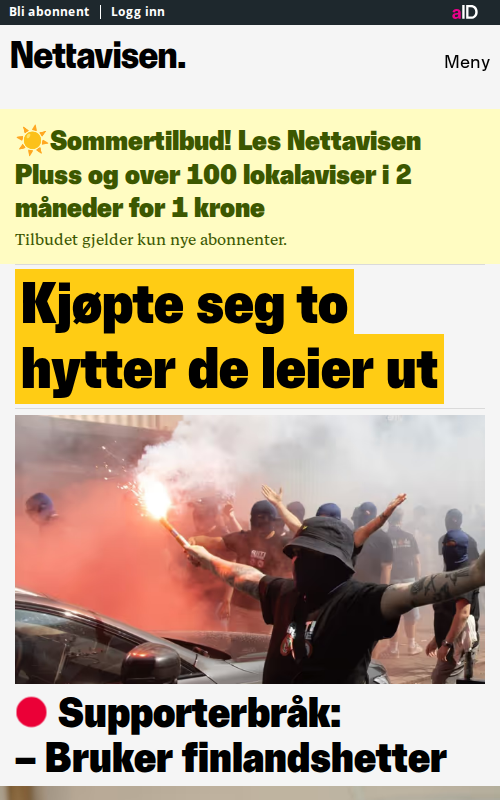 Bli abonnent | Logg inn
aID
Nettavisen.
Meny
☀️Sommertilbud! Les Nettavisen
Pluss og over 100 lokalaviser i 2
måneder for 1 krone
Tilbudet gjelder kun nye abonnenter.
Kjøpte seg to
hytter de leier ut
Supporterbråk:
– Bruker finlandshetter